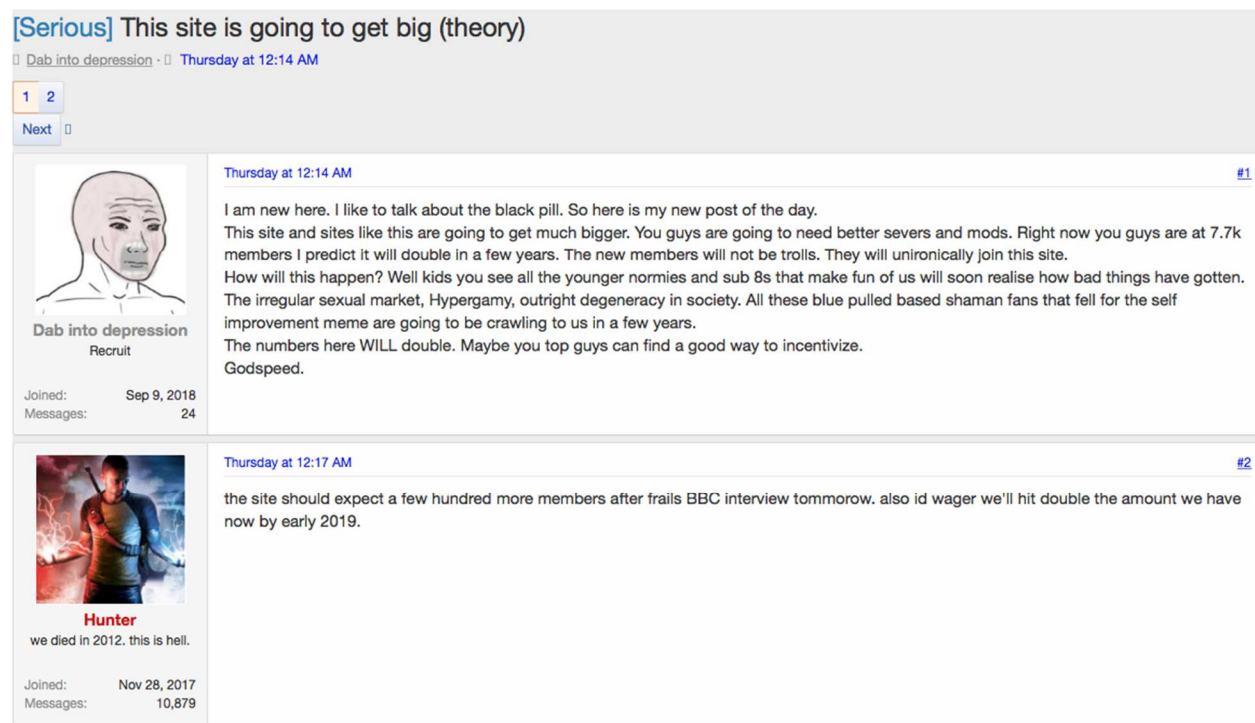 [Serious] This site is going to get big (theory)
Dab into depression · Thursday at 12:14 AM
1 2
Next
Thursday at 12:14 AM #1
I am new here. I like to talk about the black pill. So here is my new post of the day.
This site and sites like this are going to get much bigger. You guys are going to need better severs and mods. Right now you guys are at 7.7k
members I predict it will double in a few years. The new members will not be trolls. They will unironically join this site.
How will this happen? Well kids you see all the younger normies and sub 8s that make fun of us will soon realise how bad things have gotten.
The irregular sexual market, Hypergamy, outright degeneracy in society. All these blue pulled based shaman fans that fell for the self
improvement meme are going to be crawling to us in a few years.
The numbers here WILL double. Maybe you top guys can find a good way to incentivize.
Godspeed.
Dab into depression
Recruit
Joined: Sep 9, 2018
Messages: 24
Thursday at 12:17 AM #2
the site should expect a few hundred more members after frails BBC interview tommorow. also id wager we'll hit double the amount we have
now by early 2019.
Hunter
we died in 2012. this is hell.
Joined: Nov 28, 2017
Messages: 10,879